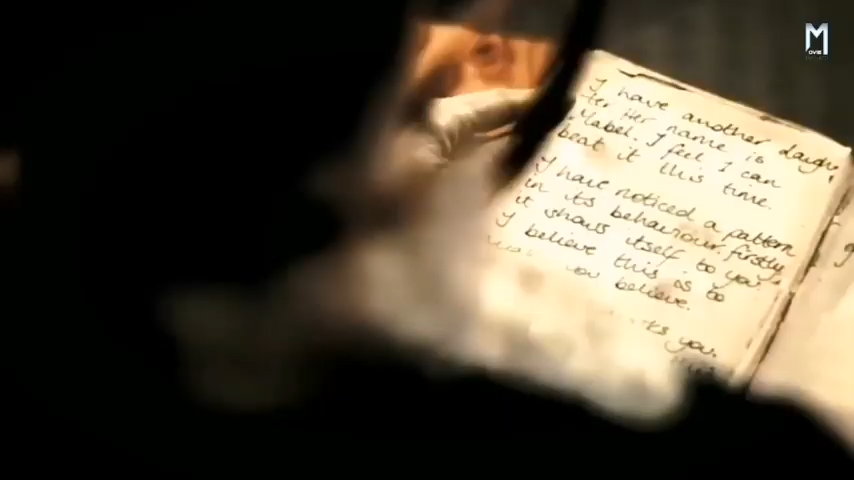 M
OVIE
I have another daugh
ter Her name is
Mabel. I feel I can
beat it this time.
I have noticed a pattern
in its behaviour. firstly
it shows itself to you.
I believe this is to
you believe.
you.